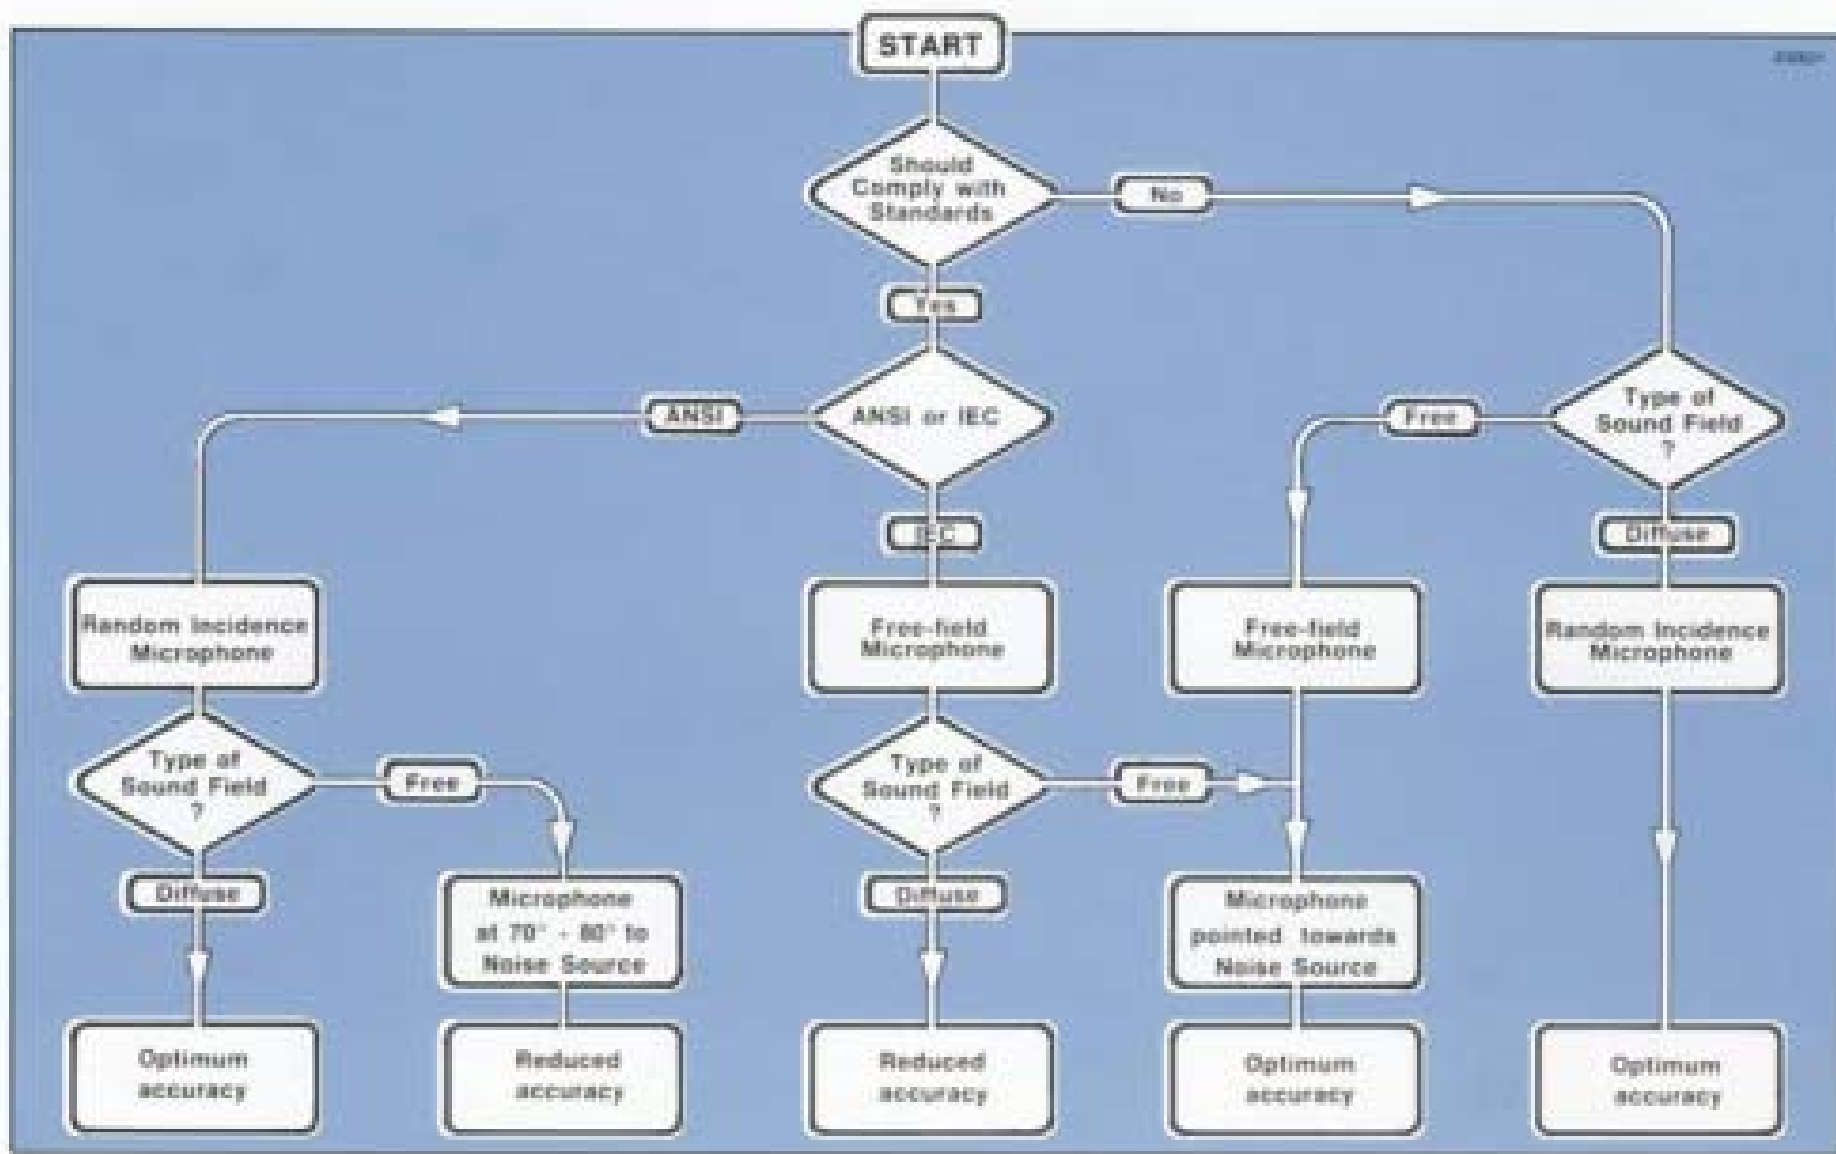 START
Should
Comply with
Standards
No
Yes
ANSI or IEC
ANSI
Type of
Sound Field
?
Free
IEC
Diffuse
Random Incidence
Microphone
Free-field
Microphone
Free-field
Microphone
Random Incidence
Microphone
Type of
Sound Field
?
Free
Type of
Sound Field
?
Free
Diffuse
Microphone
at 70° - 80° to
Noise Source
Diffuse
Microphone
pointed towards
Noise Source
Optimum
accuracy
Reduced
accuracy
Reduced
accuracy
Optimum
accuracy
Optimum
accuracy